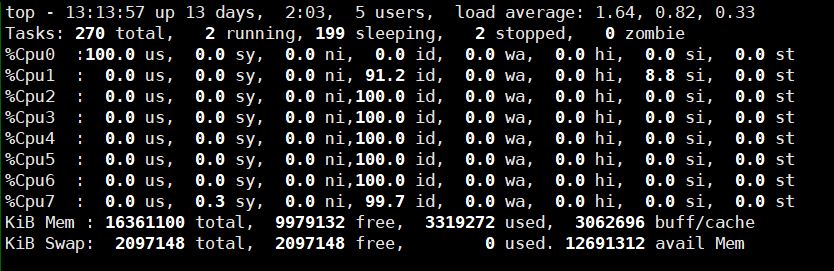 top - 13:13:57 up 13 days,  2:03,  5 users,  load average: 1.64, 0.82, 0.33
Tasks: 270 total,   2 running, 199 sleeping,   2 stopped,   0 zombie
%Cpu0  :100.0 us,  0.0 sy,  0.0 ni,  0.0 id,  0.0 wa,  0.0 hi,  0.0 si,  0.0 st
%Cpu1  :  0.0 us,  0.0 sy,  0.0 ni, 91.2 id,  0.0 wa,  0.0 hi,  8.8 si,  0.0 st
%Cpu2  :  0.0 us,  0.0 sy,  0.0 ni,100.0 id,  0.0 wa,  0.0 hi,  0.0 si,  0.0 st
%Cpu3  :  0.0 us,  0.0 sy,  0.0 ni,100.0 id,  0.0 wa,  0.0 hi,  0.0 si,  0.0 st
%Cpu4  :  0.0 us,  0.0 sy,  0.0 ni,100.0 id,  0.0 wa,  0.0 hi,  0.0 si,  0.0 st
%Cpu5  :  0.0 us,  0.0 sy,  0.0 ni,100.0 id,  0.0 wa,  0.0 hi,  0.0 si,  0.0 st
%Cpu6  :  0.0 us,  0.0 sy,  0.0 ni,100.0 id,  0.0 wa,  0.0 hi,  0.0 si,  0.0 st
%Cpu7  :  0.0 us,  0.3 sy,  0.0 ni, 99.7 id,  0.0 wa,  0.0 hi,  0.0 si,  0.0 st
KiB Mem : 16361100 total,  9979132 free,  3319272 used,  3062696 buff/cache
KiB Swap:  2097148 total,  2097148 free,        0 used. 12691312 avail Mem